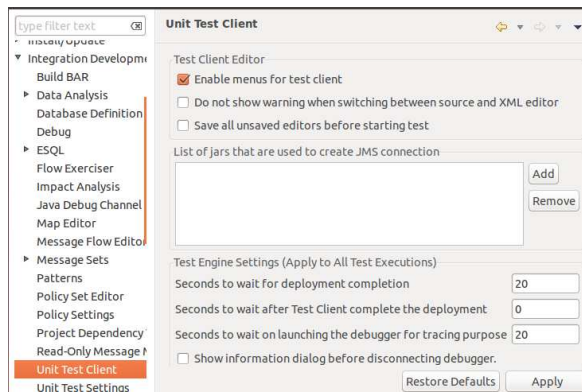 type filter text
Install/Update
Integration Developme
Build BAR
Data Analysis
Database Definition
Debug
ESQL
Flow Exerciser
Impact Analysis
Java Debug Channel
Map Editor
Message Flow Editor
Message Sets
Patterns
Policy Set Editor
Policy Settings
Project Dependency
Read-Only Message
Unit Test Client
Unit Test Settings
Unit Test Client
Test Client Editor
Enable menus for test client
Do not show warning when switching between source and XML editor
Save all unsaved editors before starting test
List of jars that are used to create JMS connection
Add
Remove
Test Engine Settings (Apply to All Test Executions)
Seconds to wait for deployment completion 20
Seconds to wait after Test Client complete the deployment 0
Seconds to wait on launching the debugger for tracing purpose 20
Show information dialog before disconnecting debugger.
Restore Defaults Apply